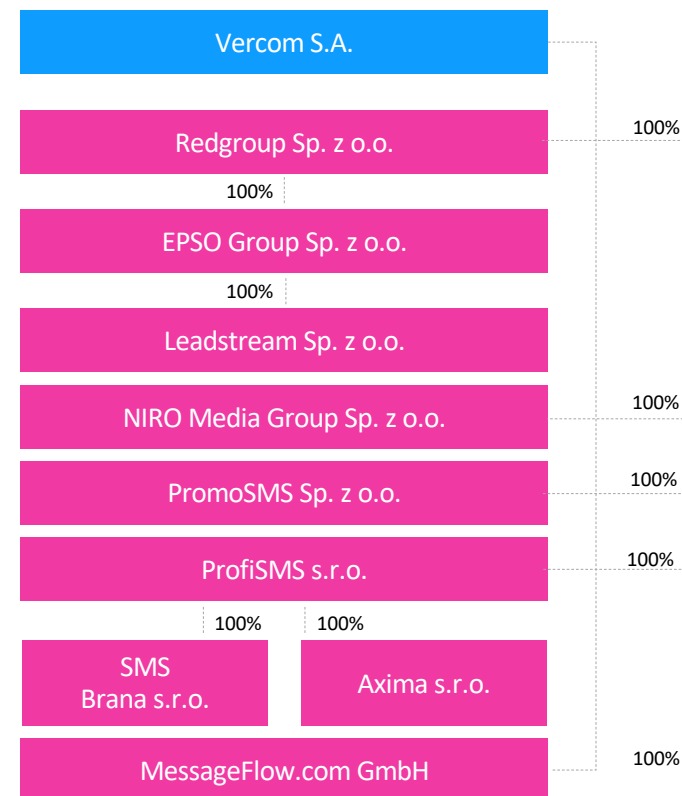 Vercom S.A.
Redgroup Sp. z o.o.
100%
100%
EPSO Group Sp. z o.o.
100%
Leadstream Sp. z o.o.
NIRO Media Group Sp. z o.o.
100%
PromoSMS Sp. z o.o.
100%
ProfiSMS s.r.o.
100%
100%
100%
SMS
Brana s.r.o.
Axima s.r.o.
MessageFlow.com GmbH
100%